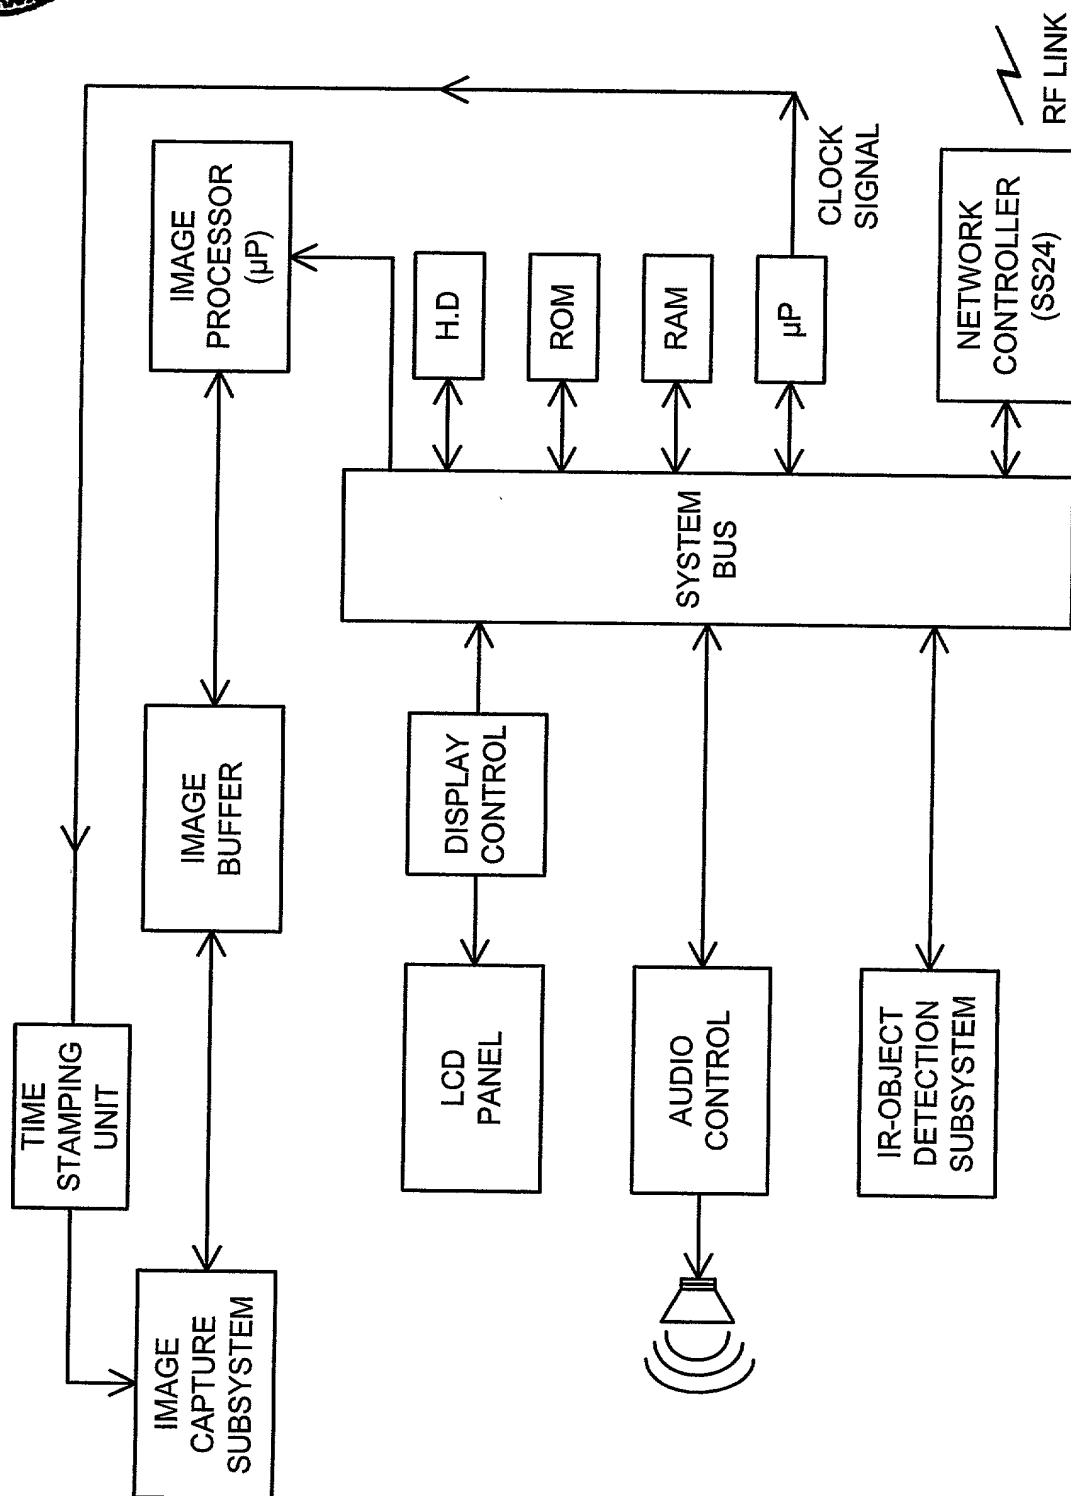 TIME
STAMPING
UNIT
IMAGE
CAPTURE
SUBSYSTEM
IMAGE
BUFFER
IMAGE
PROCESSOR
(µP)
LCD
PANEL
DISPLAY
CONTROL
H.D
ROM
RAM
µP
CLOCK
SIGNAL
SYSTEM
BUS
AUDIO
CONTROL
IR-OBJECT
DETECTION
SUBSYSTEM
NETWORK
CONTROLLER
(SS24)
RF LINK